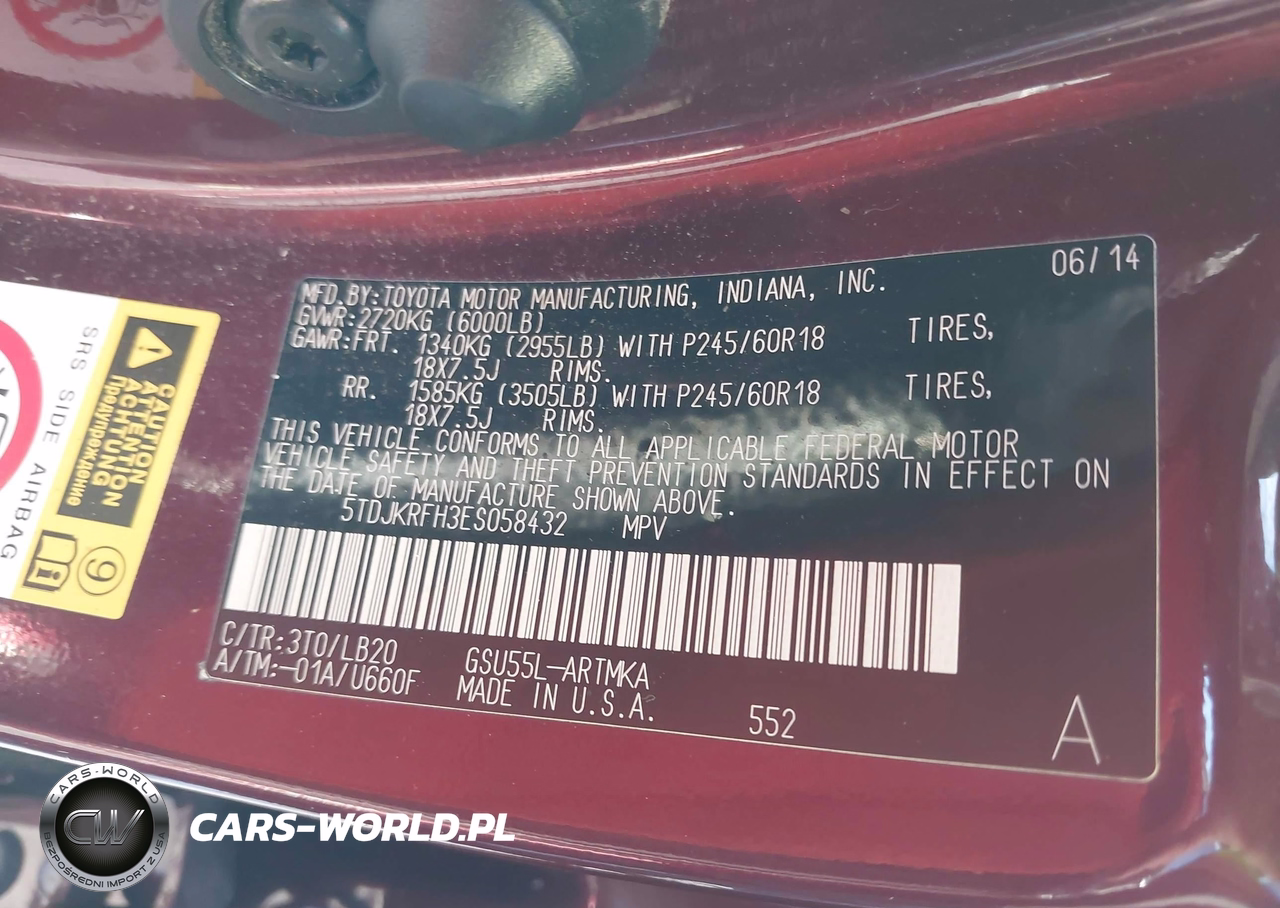 06/14
MFD.BY:TOYOTA MOTOR MANUFACTURING, INDIANA, INC.
GVWR:2720KG (6000LB)
GAWR:FRT. 1340KG (2955LB) WITH P245/60R18 TIRES,
18X7.5J RIMS.
RR. 1585KG (3505LB) WITH P245/60R18 TIRES,
18X7.5J RIMS.
THIS VEHICLE CONFORMS TO ALL APPLICABLE FEDERAL MOTOR
VEHICLE SAFETY AND THEFT PREVENTION STANDARDS IN EFFECT ON
THE DATE OF MANUFACTURE SHOWN ABOVE.
5TDJKRFH3ES058432 MPV
C/TR:3T0/LB20
A/TM:-01A/U660F
GSU55L-ARTMKA
MADE IN U.S.A.
552
A
CAUTION
ATTENTION
ACHTUNG
Предупреждение
SRS SIDE AIRBAG
9
CARS-WORLD
CW
BEZPOŚREDNI IMPORT Z USA
CARS-WORLD.PL